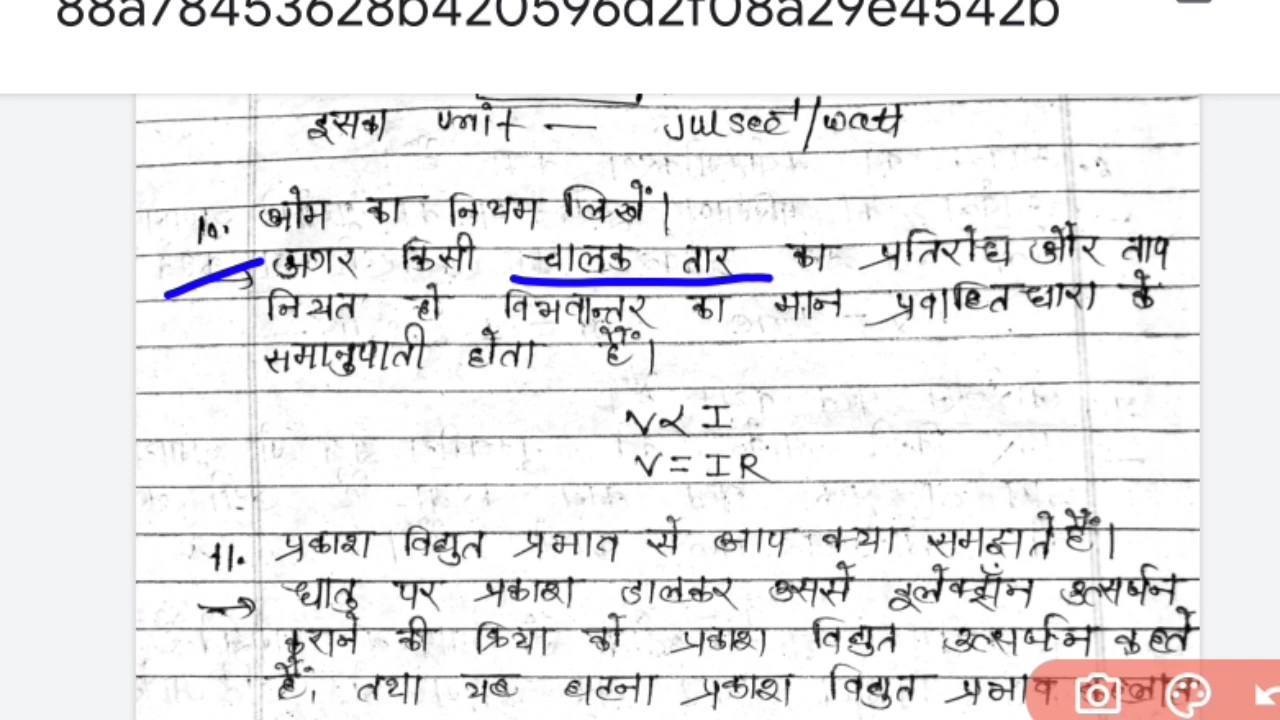 88a78453628b420596d2f08a29e4542b
इसका unit — /watt
10. ओम का नियम लिखें।
→ अगर किसी चालक तार का प्रतिरोध और ताप
नियत हो विभवान्तर का मान प्रवाहित धारा के
समानुपाती होता हैं।
V∝ I
V = IR
11. प्रकाश विद्युत प्रभाव से आप क्या समझते हैं।
→ धातु पर प्रकाश डालकर उससे इलेक्ट्रॉन उत्सर्जन
कराने की क्रिया को प्रकाश विद्युत उत्सर्जन कहते
हैं, तथा यह घटना प्रकाश विद्युत प्रभाव